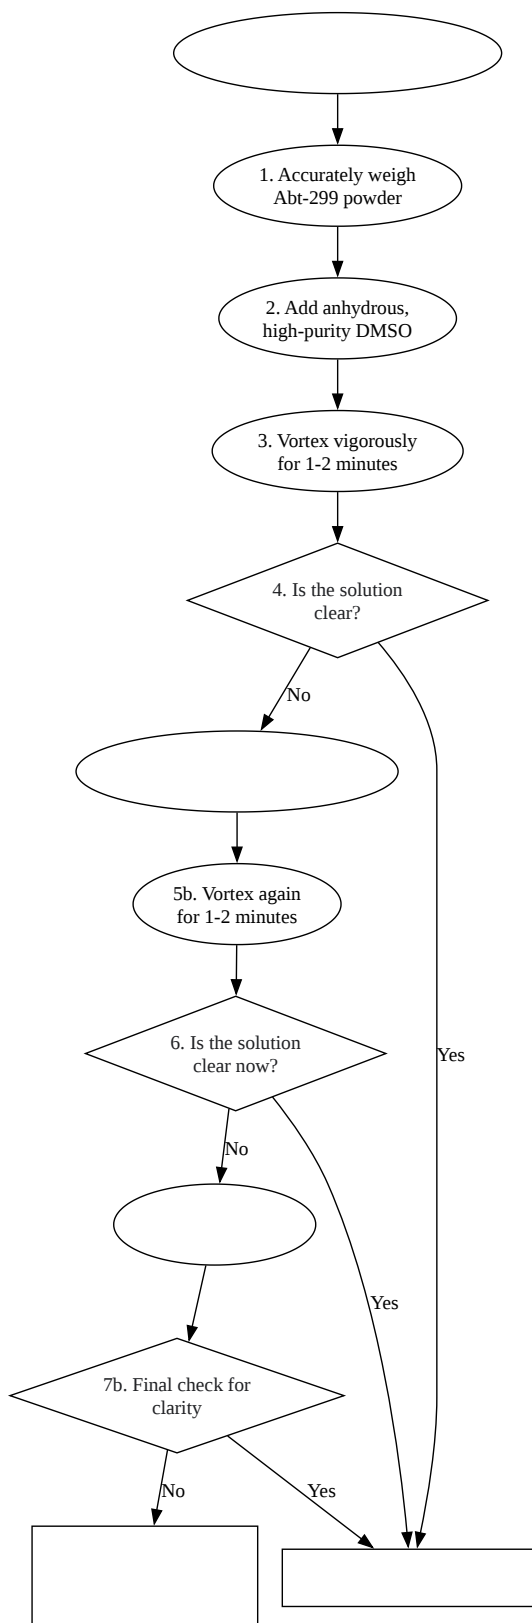 1. Accurately weigh
Abt-299 powder
2. Add anhydrous,
high-purity DMSO
3. Vortex vigorously
for 1-2 minutes
4. Is the solution
clear?
No
5b. Vortex again
for 1-2 minutes
6. Is the solution
clear now?
Yes
No
Yes
7b. Final check for
clarity
No
Yes